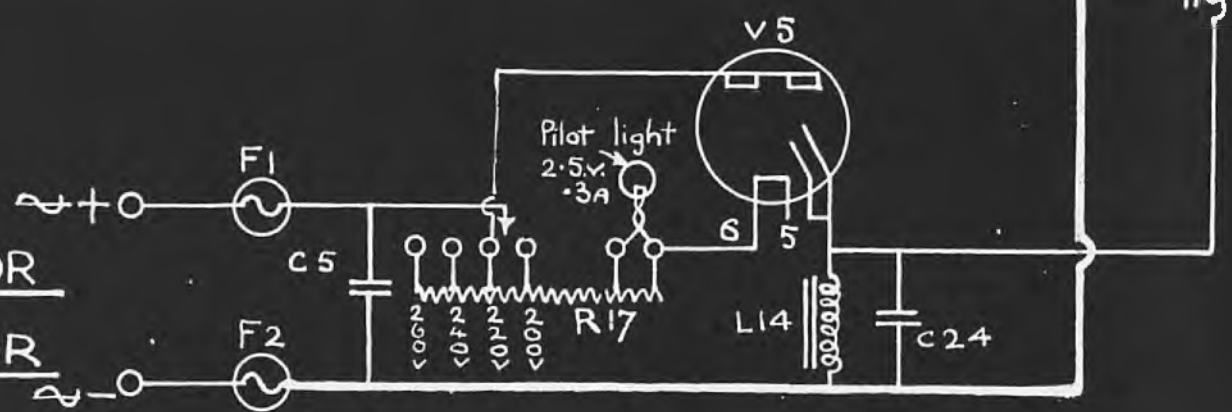 V5
Pilot light
2.5.v.
.3A
F1
+
6
5
C5
R
260V
240V
220V
200V
R17
L14
C24
F2
R
-